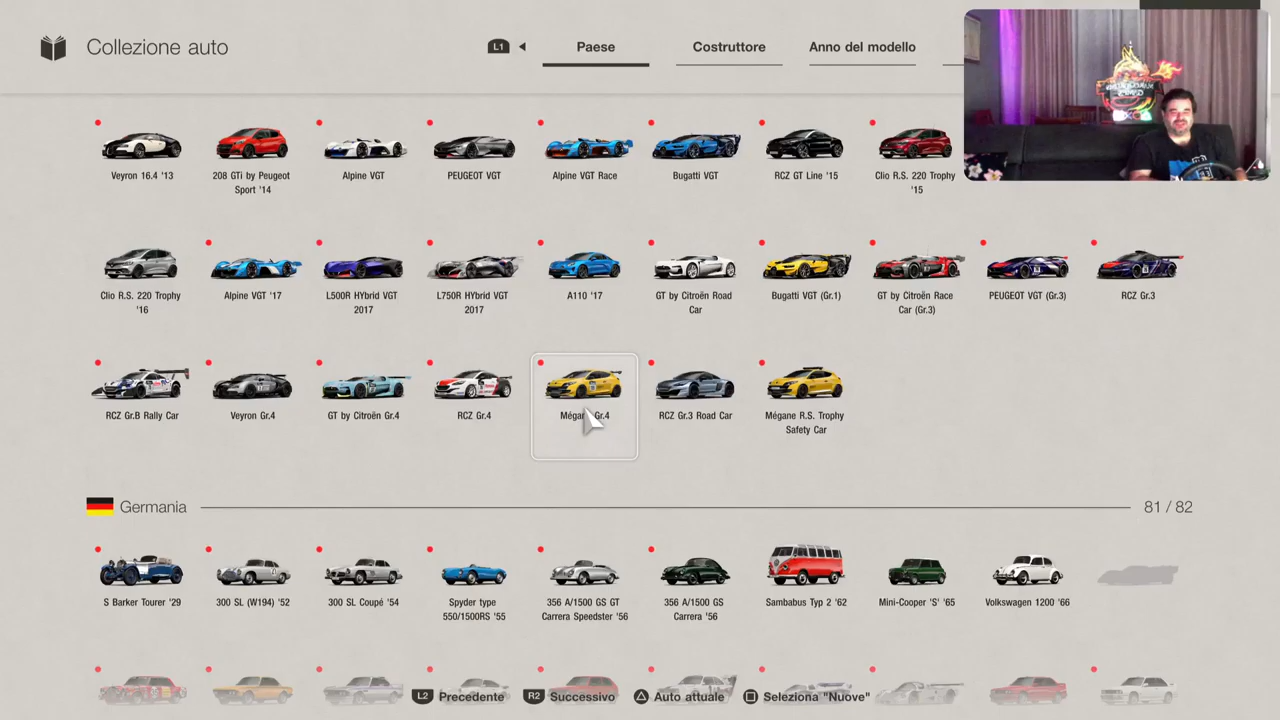 Collezione auto
L1
Paese
Costruttore
Anno del modello
Veyron 16.4 '13
208 GTi by Peugeot
Sport '14
Alpine VGT
PEUGEOT VGT
Alpine VGT Race
Bugatti VGT
RCZ GT Line '15
Clio R.S. 220 Trophy
'15
Clio R.S. 220 Trophy
'16
Alpine VGT '17
L500R HYbrid VGT
2017
L750R HYbrid VGT
2017
A110 '17
GT by Citroën Road
Car
Bugatti VGT (Gr.1)
GT by Citroën Race
Car (Gr.3)
PEUGEOT VGT (Gr.3)
RCZ Gr.3
RCZ Gr.B Rally Car
Veyron Gr.4
GT by Citroën Gr.4
RCZ Gr.4
Gr.4
RCZ Gr.3 Road Car
Mégane R.S. Trophy
Safety Car
Germania
81 / 82
S Barker Tourer '29
300 SL (W194) '52
300 SL Coupé '54
Spyder type
550/1500RS '55
356 A/1500 GS GT
Carrera Speedster '56
356 A/1500 GS
Carrera '56
Sambabus Typ 2 '62
Mini-Cooper 'S' '65
Volkswagen 1200 '66
L2 Precedente
R2 Successivo
Auto attuale
Seleziona "Nuove"